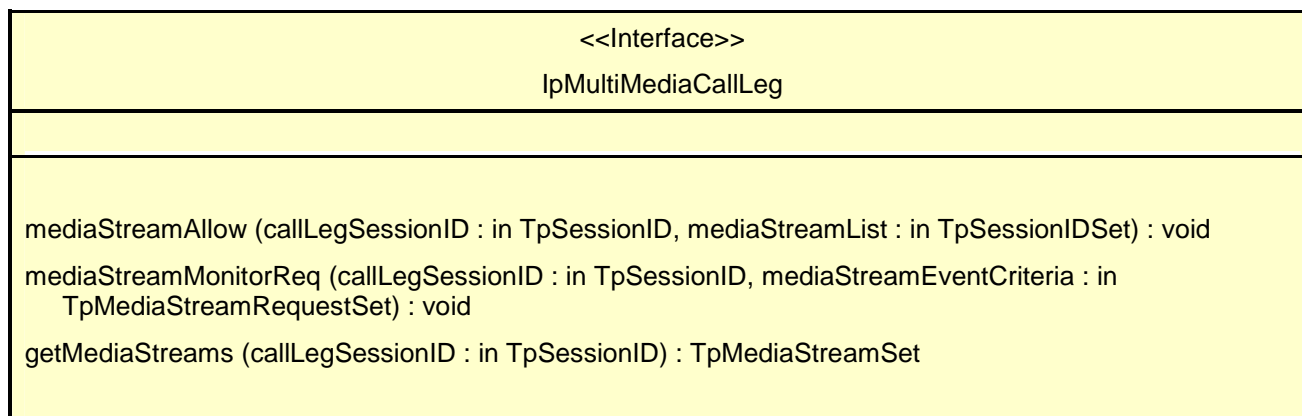 <<Interface>>
IpMultiMediaCallLeg
mediaStreamAllow (callLegSessionID : in TpSessionID, mediaStreamList : in TpSessionIDSet) : void
mediaStreamMonitorReq (callLegSessionID : in TpSessionID, mediaStreamEventCriteria : in
TpMediaStreamRequestSet) : void
getMediaStreams (callLegSessionID : in TpSessionID) : TpMediaStreamSet